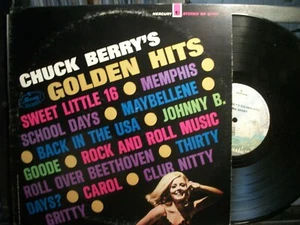 MERCURY
CHUCK BERRY'S
GOLDEN HITS
SWEET LITTLE 16 • MEMPHIS •
SCHOOL DAYS • MAYBELLENE •
• BACK IN THE USA • JOHNNY B.
GOODE • ROCK AND ROLL MUSIC
ROLL OVER BEETHOVEN • THIRTY
DAYS? • CAROL • CLUB NITTY
GRITTY •